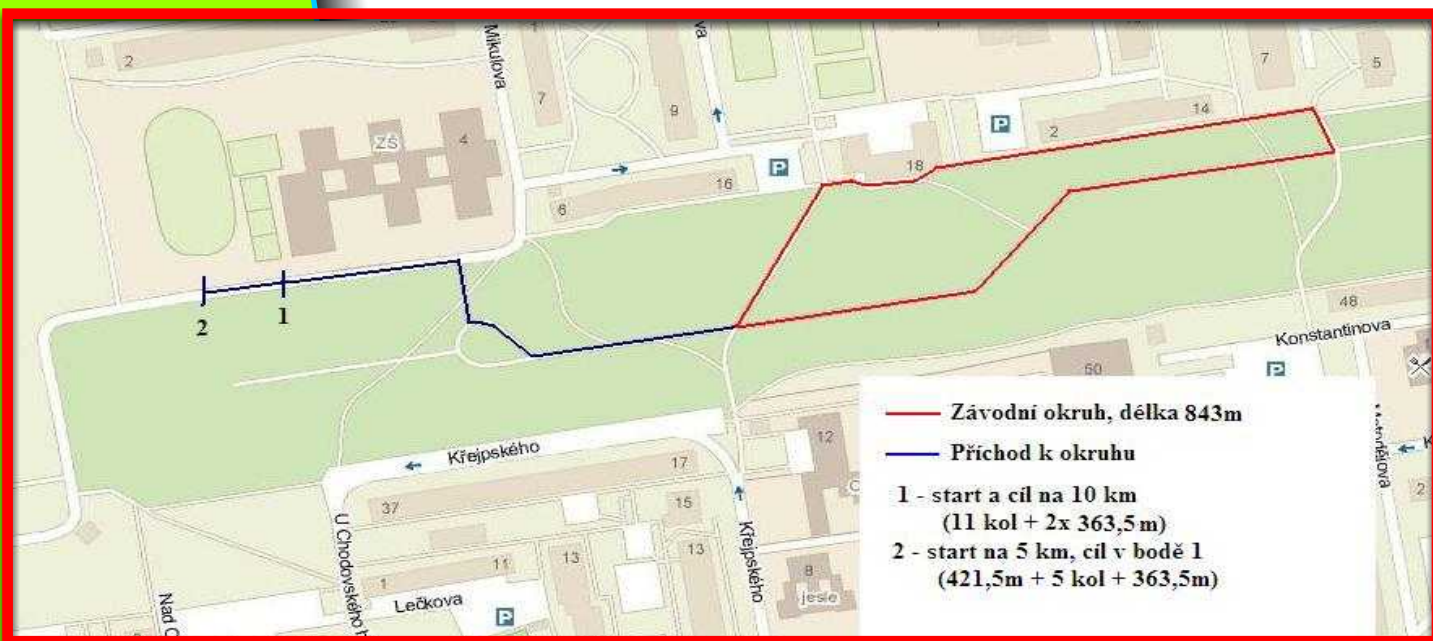 2
Mikulova
7
9
ZŠ
4
P
2
14
7
5
P
18
16
6
2
1
48
Konstantinova
P
50
Křejpského
17
37
15
12
13
13
11
1
Lečkova
P
U Chodovského h
Křejpského
8
jesle
Metodějova
2
Závodní okruh, délka 843m
Příchod k okruhu
1 - start a cíl na 10 km
(11 kol + 2x 363,5 m)
2 - start na 5 km, cíl v bodě 1
(421,5m + 5 kol + 363,5m)